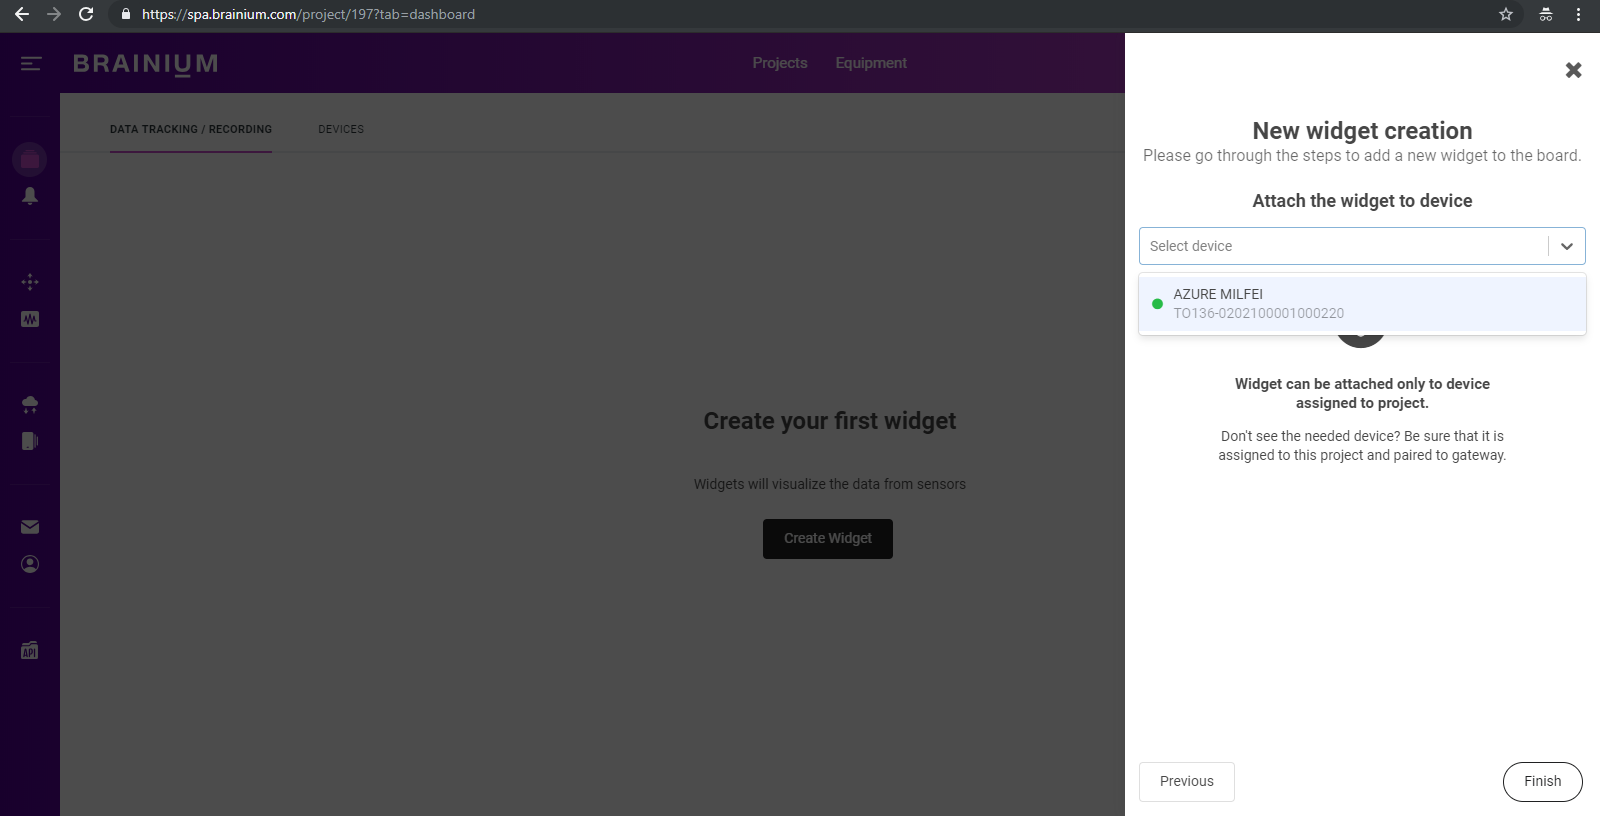 https://spa.brainium.com/project/197?tab=dashboard
BRAINIUM
Projects
Equipment
DATA TRACKING / RECORDING
DEVICES
API
Create your first widget
Widgets will visualize the data from sensors
Create Widget
New widget creation
Please go through the steps to add a new widget to the board.
Attach the widget to device
Select device
AZURE MILFEI
TO136-0202100001000220
Widget can be attached only to device
assigned to project.
Don't see the needed device? Be sure that it is
assigned to this project and paired to gateway.
Previous
Finish